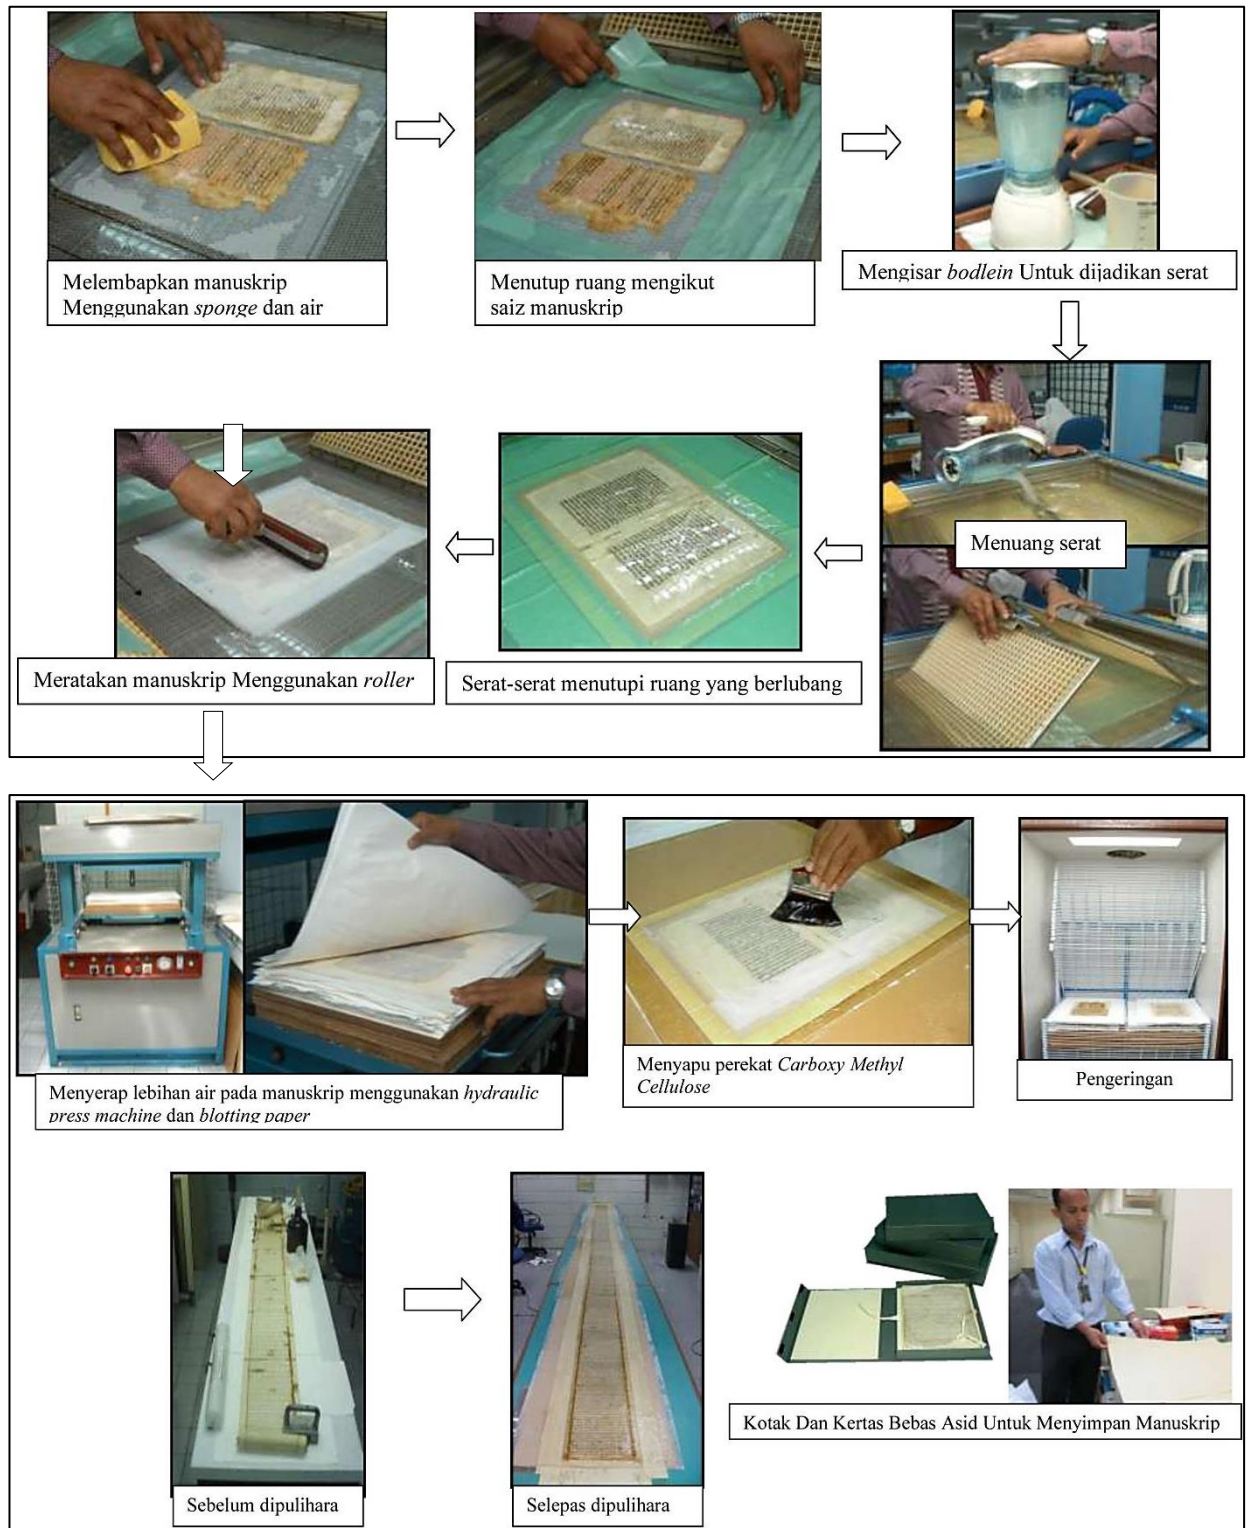 Melembapkan manuskrip
Menggunakan sponge dan air
Menutup ruang mengikut
saiz manuskrip
Mengisar bodlein Untuk dijadikan serat
Menuang serat
Serat-serat menutupi ruang yang berlubang
Meratakan manuskrip Menggunakan roller
Menyerap lebihan air pada manuskrip menggunakan hydraulic
press machine dan blotting paper
Menyapu perekat Carboxy Methyl
Cellulose
Pengeringan
Sebelum dipulihara
Selepas dipulihara
Kotak Dan Kertas Bebas Asid Untuk Menyimpan Manuskrip